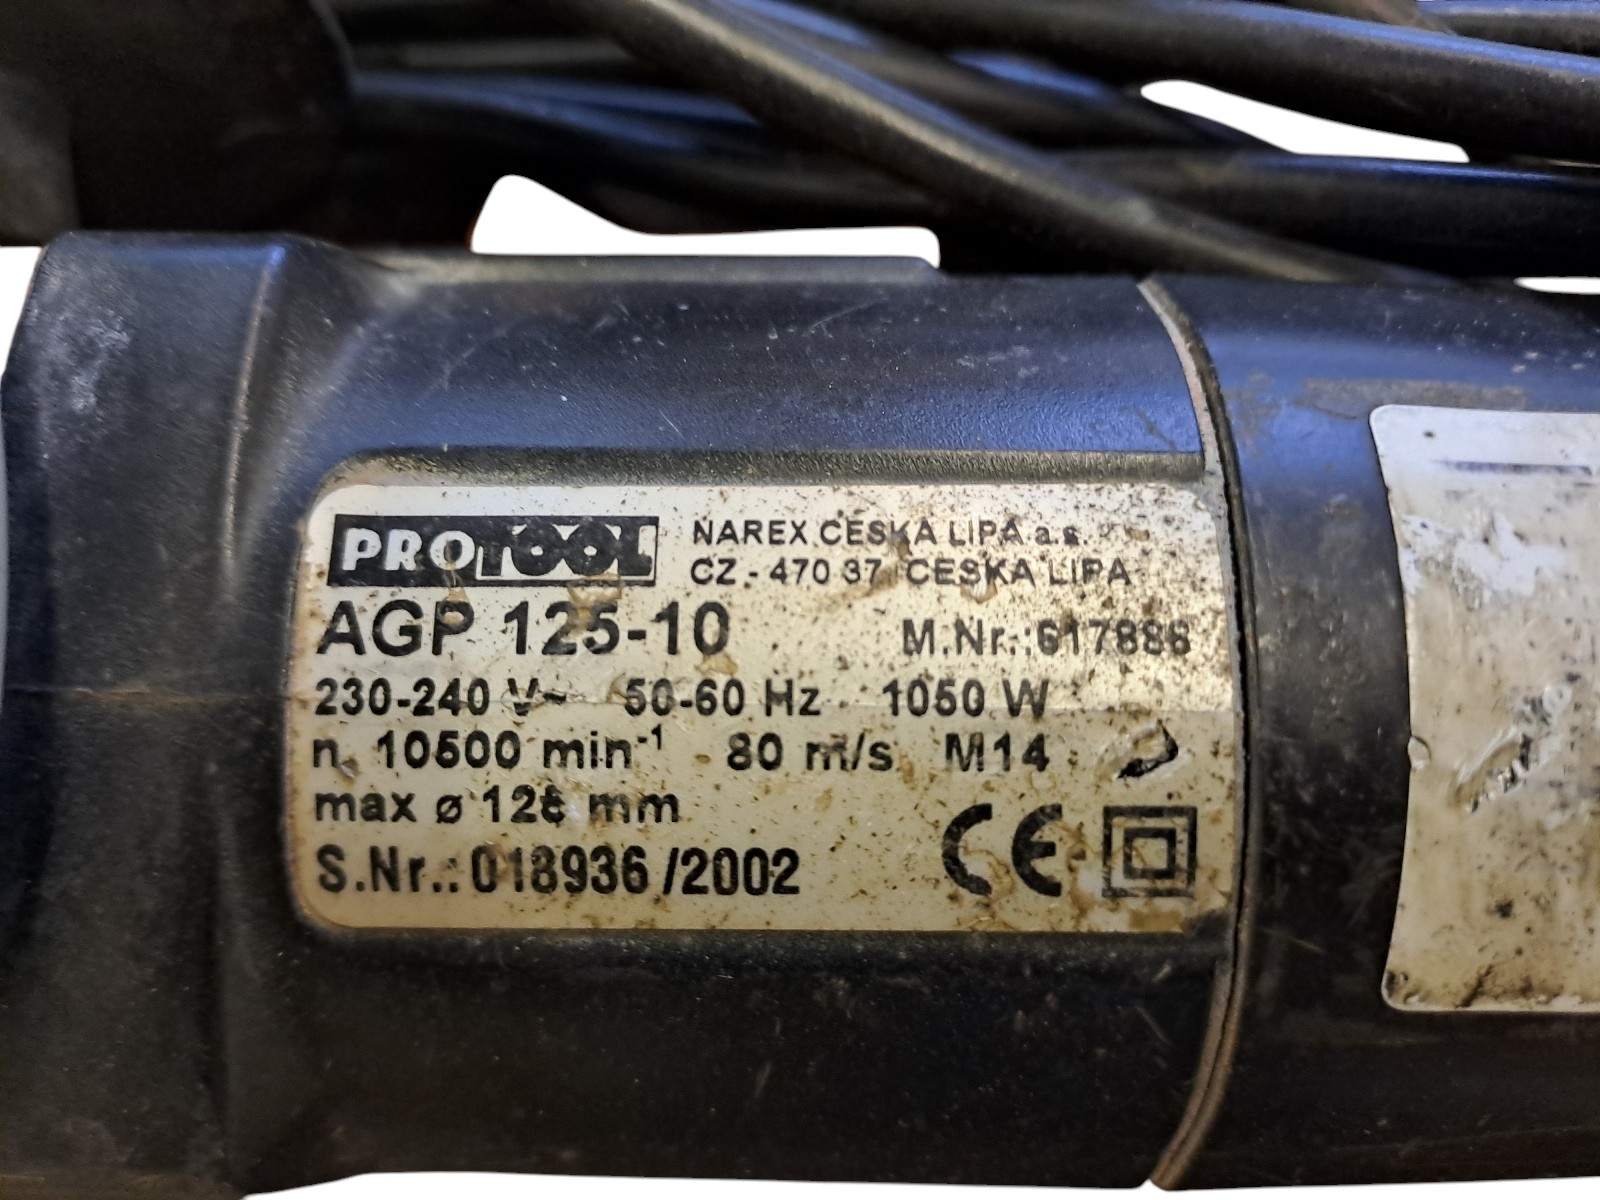 PROTOOL
NAREX CESKA LIPA a.s.
CZ - 470 37 CESKA LIPA
AGP 125-10
M.Nr.:617886
230-240 V~ 50-60 Hz 1050 W
n. 10500 min-1 80 m/s M14
max ø 125 mm
S.Nr.:018936/2002
CE